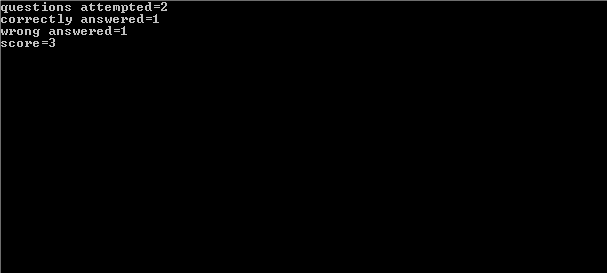 questions attempted=2
correctly answered=1
wrong answered=1
score=3